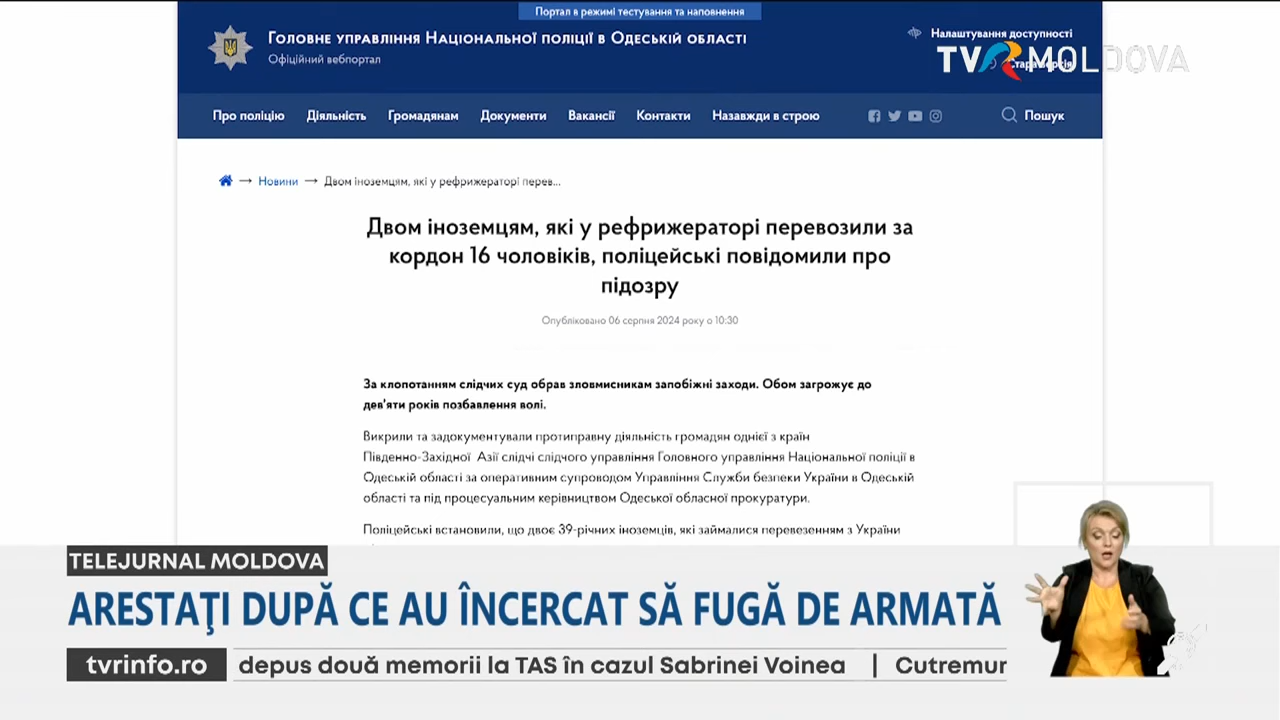 Портал в режимі тестування та наповнення
Головне управління Національної поліції в Одеській області
Офіційний вебпортал
Налаштування доступності
Стара версія
TVR MOLDOVA
Про поліцію Діяльність Громадянам Документи Вакансії Контакти Назавжди в строю Пошук
Новини → Двом іноземцям, які у рефрижераторі перев...
Двом іноземцям, які у рефрижераторі перевозили за
кордон 16 чоловіків, поліцейські повідомили про
підозру
Опубліковано 06 серпня 2024 року о 10:30
За клопотанням слідчих суд обрав зловмисникам запобіжні заходи. Обом загрожує до
дев'яти років позбавлення волі.
Викрили та задокументували протиправну діяльність громадян однієї з країн
Південно-Західної Азії слідчі слідчого управління Головного управління Національної поліції в
Одеській області за оперативним супроводом Управління Служби безпеки України в Одеській
області та під процесуальним керівництвом Одеської обласної прокуратури.
Поліцейські встановили, що двоє 39-річних іноземців, які займалися перевезенням з України
TELEJURNAL MOLDOVA
ARESTAȚI DUPĂ CE AU ÎNCERCAT SĂ FUGĂ DE ARMATĂ
tvrinfo.ro depus două memorii la TAS în cazul Sabrinei Voinea | Cutremur